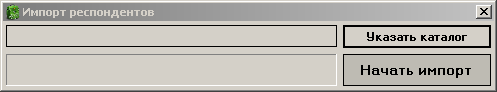 Импорт респондентов
Указать каталог
Начать импорт